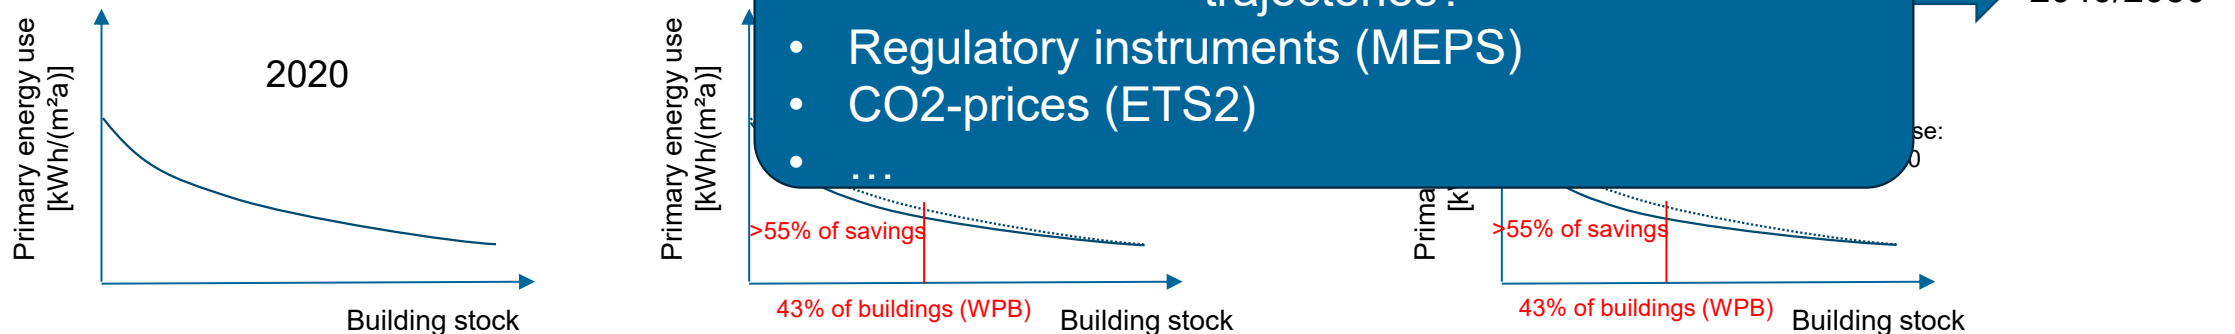 Primary energy use
[kWh/(m²a)]
2020
Building stock
Primary energy use
[kWh/(m²a)]
• Regulatory instruments (MEPS)
• CO2-prices (ETS2)
• …
>55% of savings
43% of buildings (WPB)
Building stock
>55% of savings
43% of buildings (WPB)
Building stock